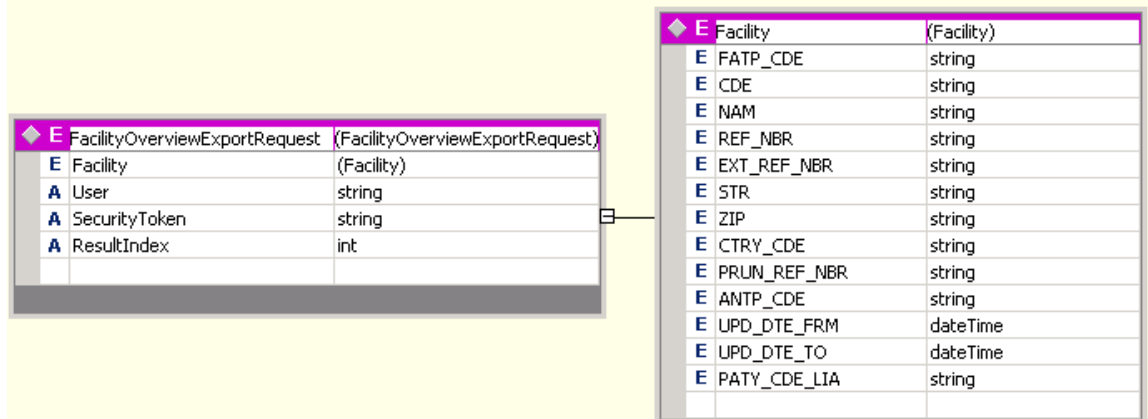 E FacilityOverviewExportRequest (FacilityOverviewExportRequest)
E Facility (Facility)
A User string
A SecurityToken string
A ResultIndex int
E Facility (Facility)
E FATP_CDE string
E CDE string
E NAM string
E REF_NBR string
E EXT_REF_NBR string
E STR string
E ZIP string
E CTRY_CDE string
E PRUN_REF_NBR string
E ANTP_CDE string
E UPD_DTE_FRM dateTime
E UPD_DTE_TO dateTime
E PATY_CDE_LIA string